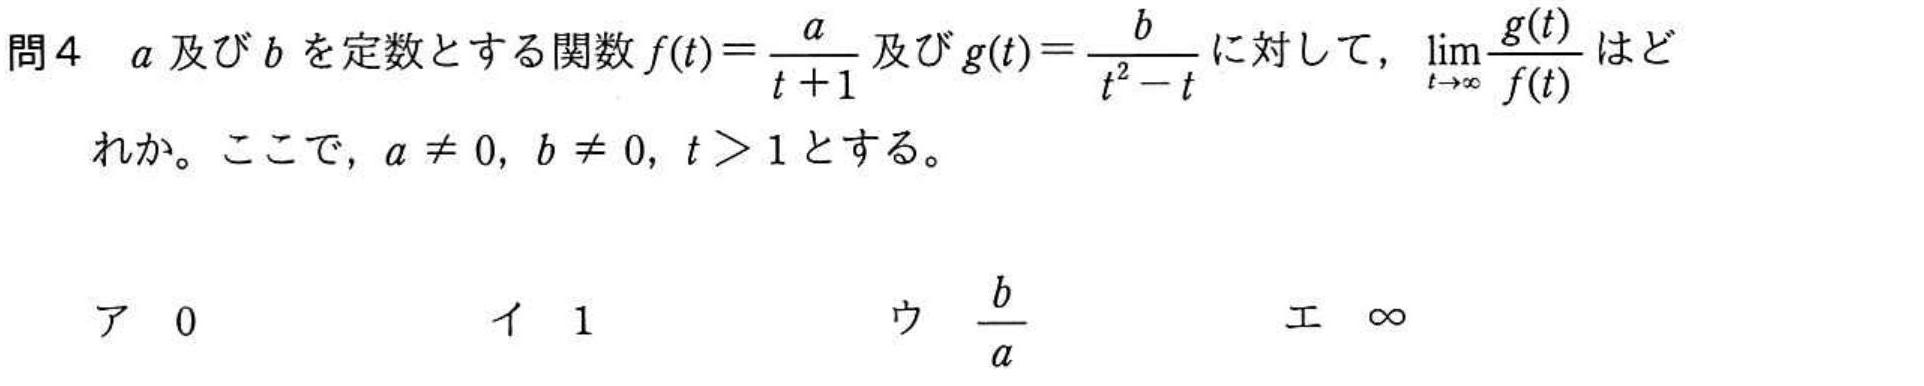 問4 a 及び b を定数とする関数 f(t)=a/(t+1) 及び g(t)=b/(t²-t) に対して, lim_{t→∞} g(t)/f(t) はど
れか。ここで, a ≠ 0, b ≠ 0, t > 1 とする。
ア 0 イ 1 ウ b/a エ ∞